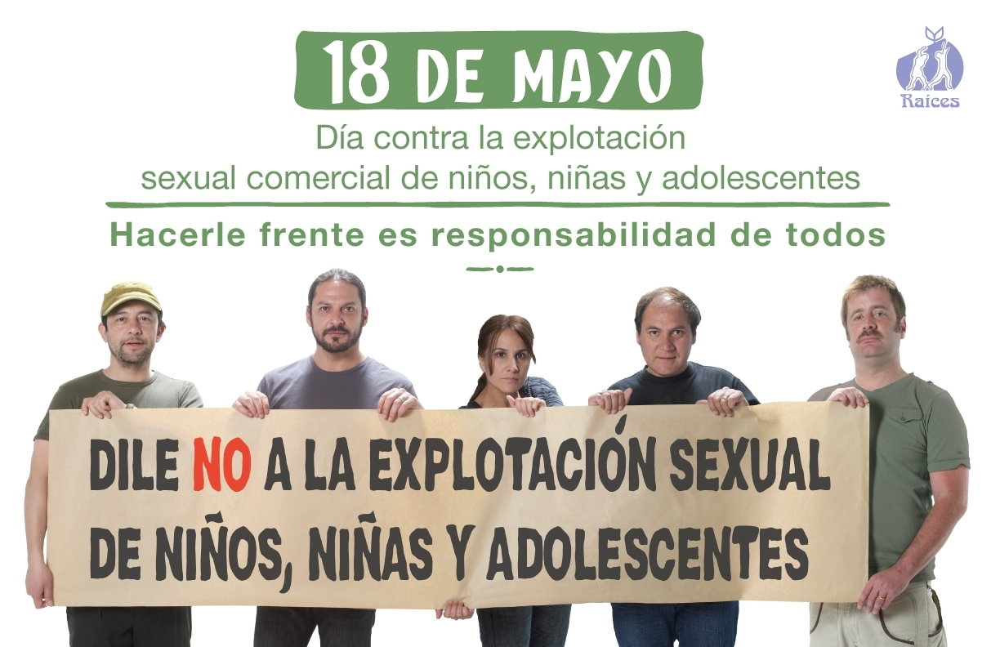 18 DE MAYO
Raíces
Día contra la explotación
sexual comercial de niños, niñas y adolescentes
Hacerle frente es responsabilidad de todos
DILE NO A LA EXPLOTACIÓN SEXUAL
DE NIÑOS, NIÑAS Y ADOLESCENTES